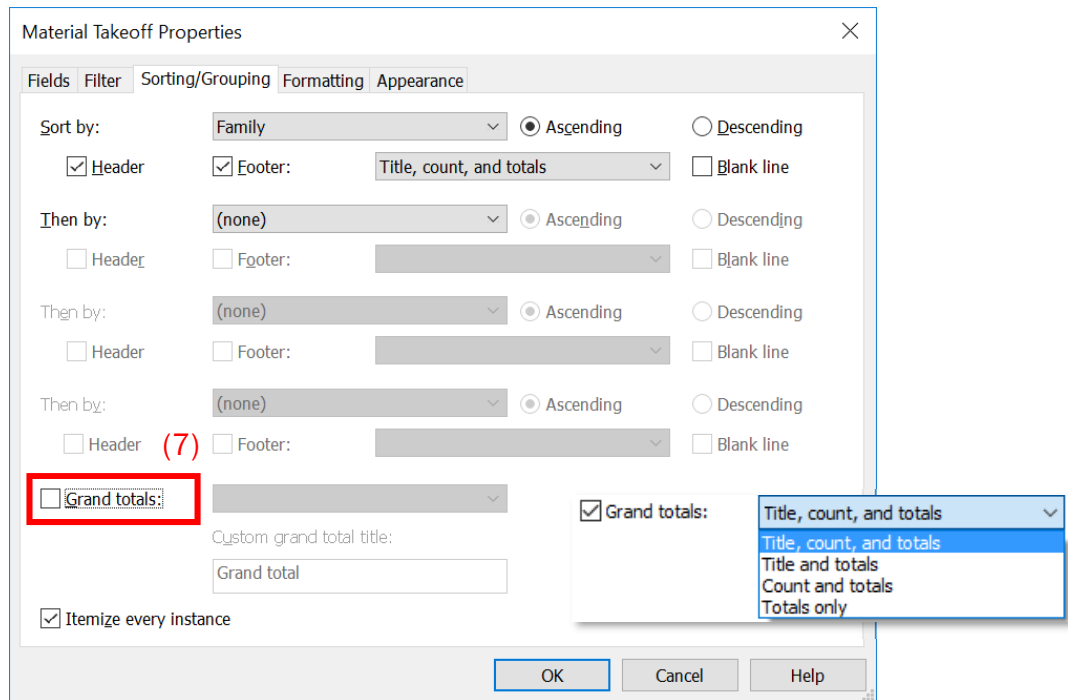 Material Takeoff Properties
Fields Filter Sorting/Grouping Formatting Appearance
Sort by: Family Ascending Descending
Header Footer: Title, count, and totals Blank line
Then by: (none) Ascending Descending
Header Footer: Blank line
Then by: (none) Ascending Descending
Header Footer: Blank line
Then by: (none) Ascending Descending
Header (7) Footer: Blank line
Grand totals:
Custom grand total title:
Grand total
Itemize every instance
Grand totals: Title, count, and totals
Title, count, and totals
Title and totals
Count and totals
Totals only
OK Cancel Help